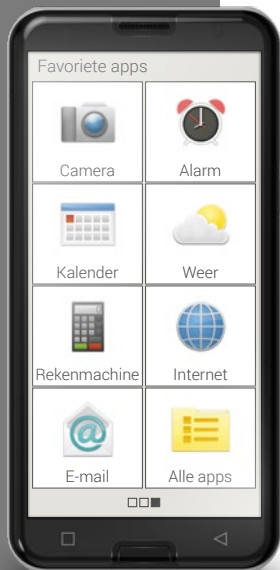 Favoriete apps
Camera
Alarm
Kalender
Weer
Rekenmachine
Internet
E-mail
Alle apps